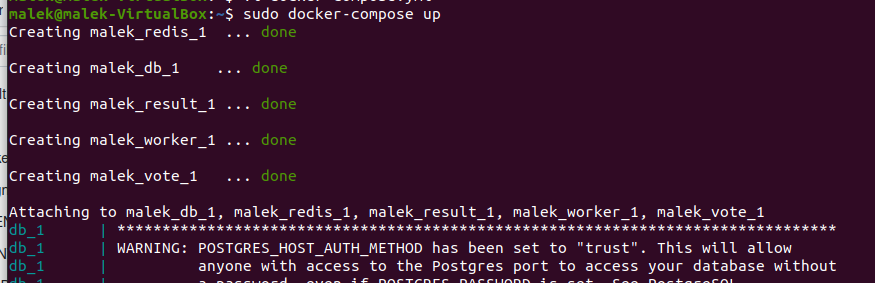 malek@malek-VirtualBox:~$ sudo docker-compose up
Creating malek_redis_1 ... done
Creating malek_db_1 ... done
Creating malek_result_1 ... done
Creating malek_worker_1 ... done
Creating malek_vote_1 ... done
Attaching to malek_db_1, malek_redis_1, malek_result_1, malek_worker_1, malek_vote_1
db_1 | ********************************************************************************
db_1 | WARNING: POSTGRES_HOST_AUTH_METHOD has been set to "trust". This will allow
db_1 | anyone with access to the Postgres port to access your database without
db_1 | a password, even if POSTGRES_PASSWORD is set. See PostgreSQL